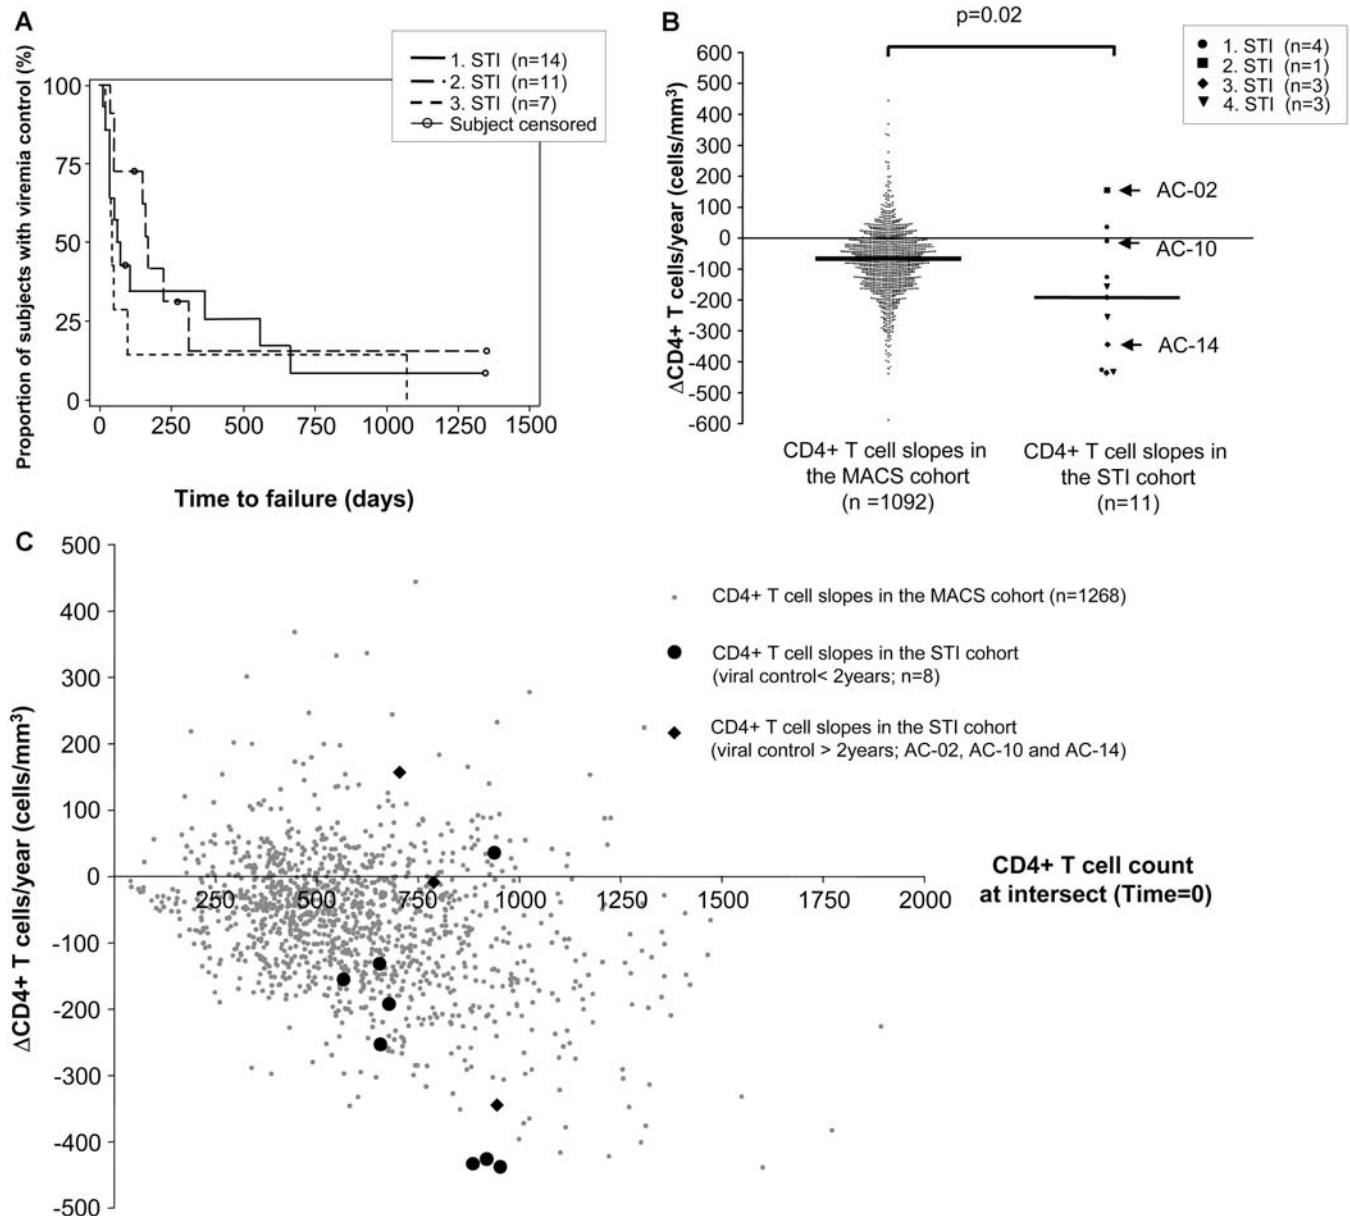 A
Proportion of subjects with viremia control (%)
100
75
50
25
0
0 250 500 750 1000 1250 1500
Time to failure (days)
1. STI (n=14)
2. STI (n=11)
3. STI (n=7)
Subject censored
B
p=0.02
1. STI (n=4)
2. STI (n=1)
3. STI (n=3)
4. STI (n=3)
ΔCD4+ T cells/year (cells/mm³)
600
500
400
300
200
100
0
-100
-200
-300
-400
-500
-600
AC-02
AC-10
AC-14
CD4+ T cell slopes in
the MACS cohort
(n =1092)
CD4+ T cell slopes in
the STI cohort
(n=11)
C
ΔCD4+ T cells/year (cells/mm³)
500
400
300
200
100
0
-100
-200
-300
-400
-500
250 500 750 1000 1250 1500 1750 2000
CD4+ T cell slopes in the MACS cohort (n=1268)
CD4+ T cell slopes in the STI cohort
(viral control< 2years; n=8)
CD4+ T cell slopes in the STI cohort
(viral control > 2years; AC-02, AC-10 and AC-14)
CD4+ T cell count
at intersect (Time=0)